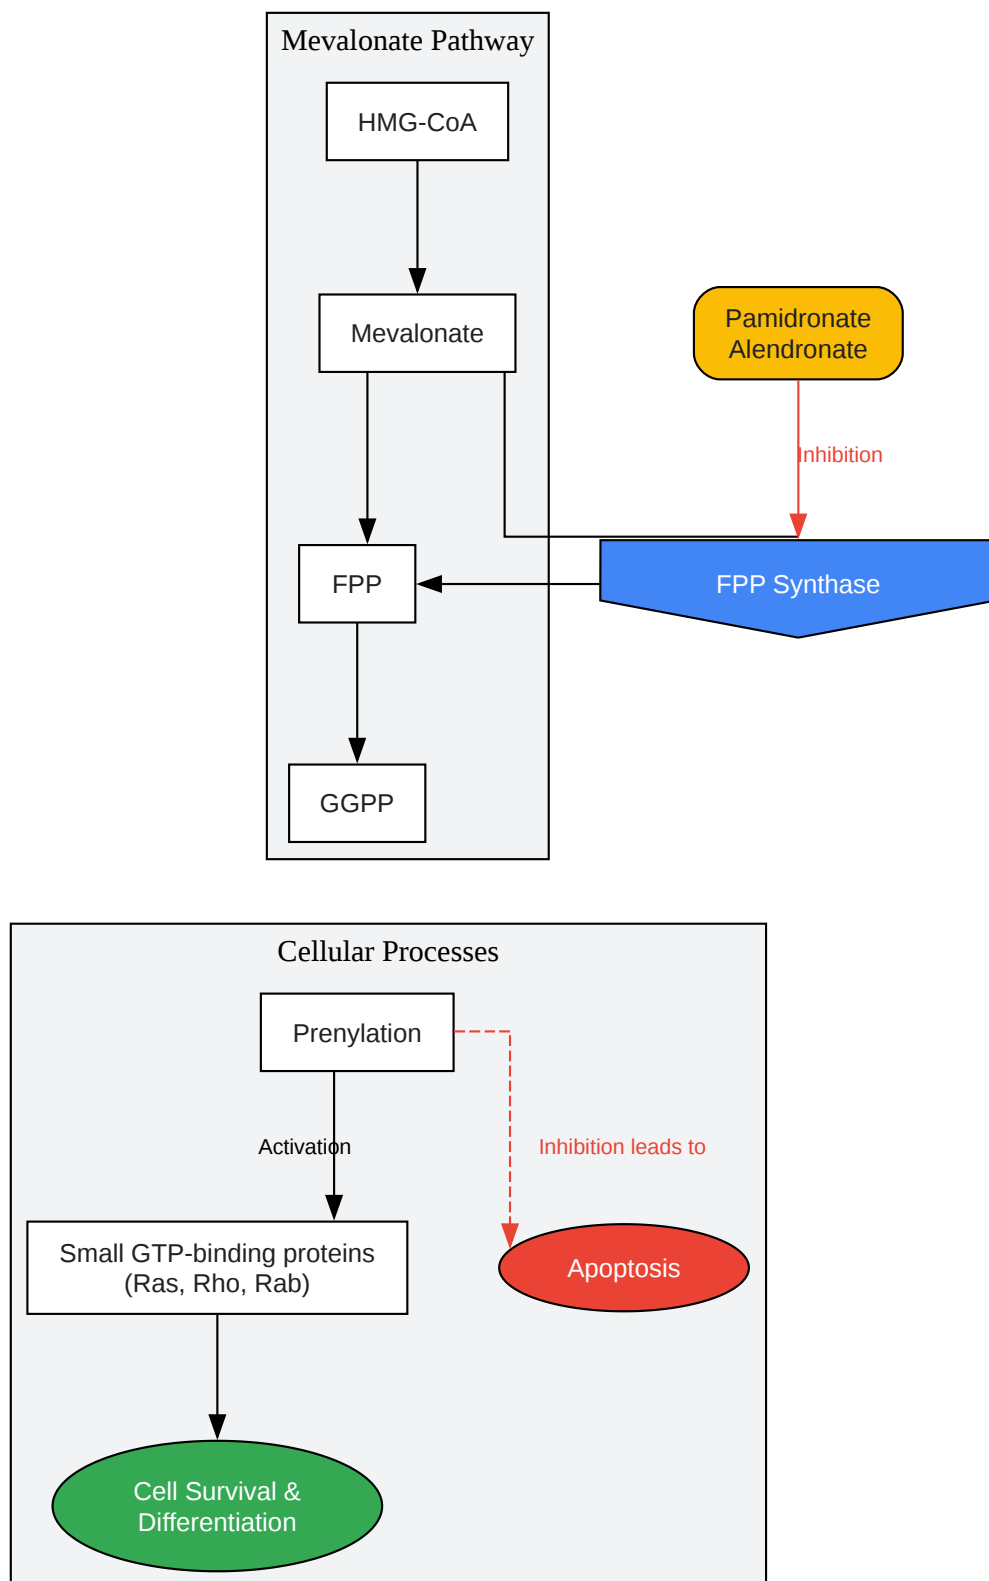 Mevalonate Pathway
HMG-CoA
Mevalonate
Pamidronate
Alendronate
Inhibition
FPP
FPP Synthase
GGPP
Cellular Processes
Prenylation
Activation
Inhibition leads to
Small GTP-binding proteins
(Ras, Rho, Rab)
Apoptosis
Cell Survival &
Differentiation